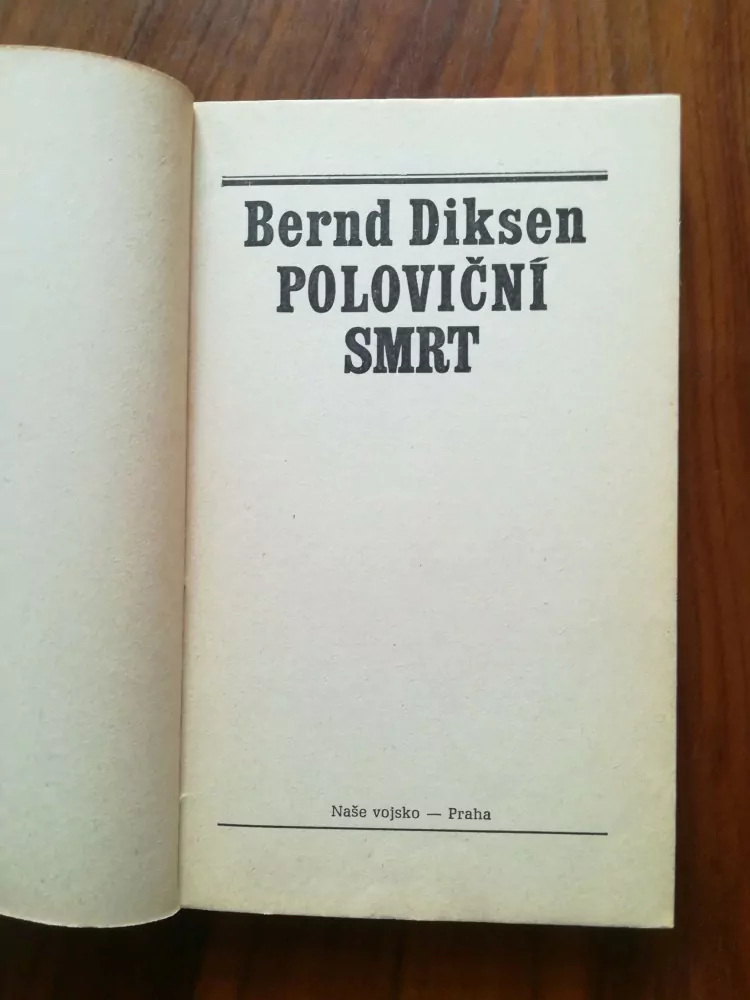 Bernd Diksen
POLOVIČNÍ
SMRT
Naše vojsko — Praha